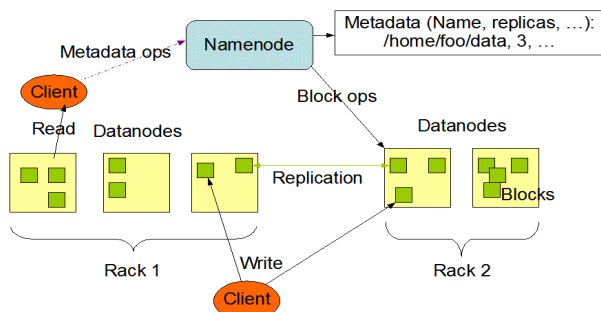 Metadata (Name, replicas, …):
/home/foo/data, 3, …
Namenode
Metadata ops
Client
Block ops
Read
Datanodes
Datanodes
Replication
Blocks
Rack 1
Write
Rack 2
Client